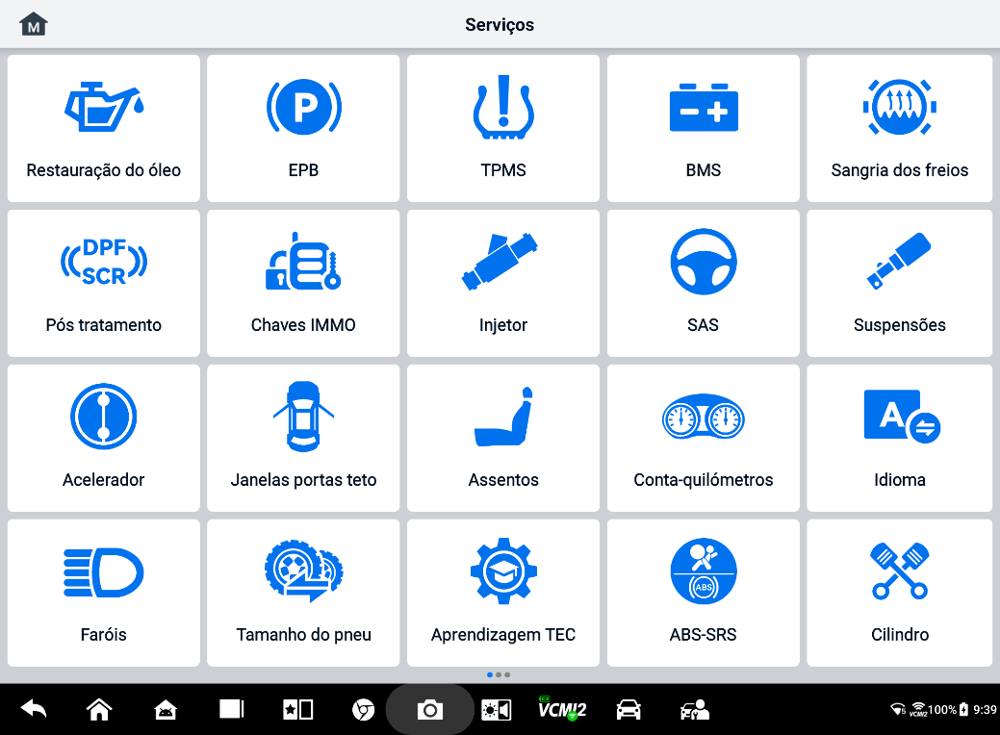 M
Serviços
P
Restauração do óleo
EPB
TPMS
BMS
Sangria dos freios
DPF
SCR
Pós tratamento
Chaves IMMO
Injetor
SAS
Suspensões
A
Acelerador
Janelas portas teto
Assentos
Conta-quilómetros
Idioma
ABS
Faróis
Tamanho do pneu
Aprendizagem TEC
ABS-SRS
Cilindro
VCMI2
5 VCMI2 100% 9:39